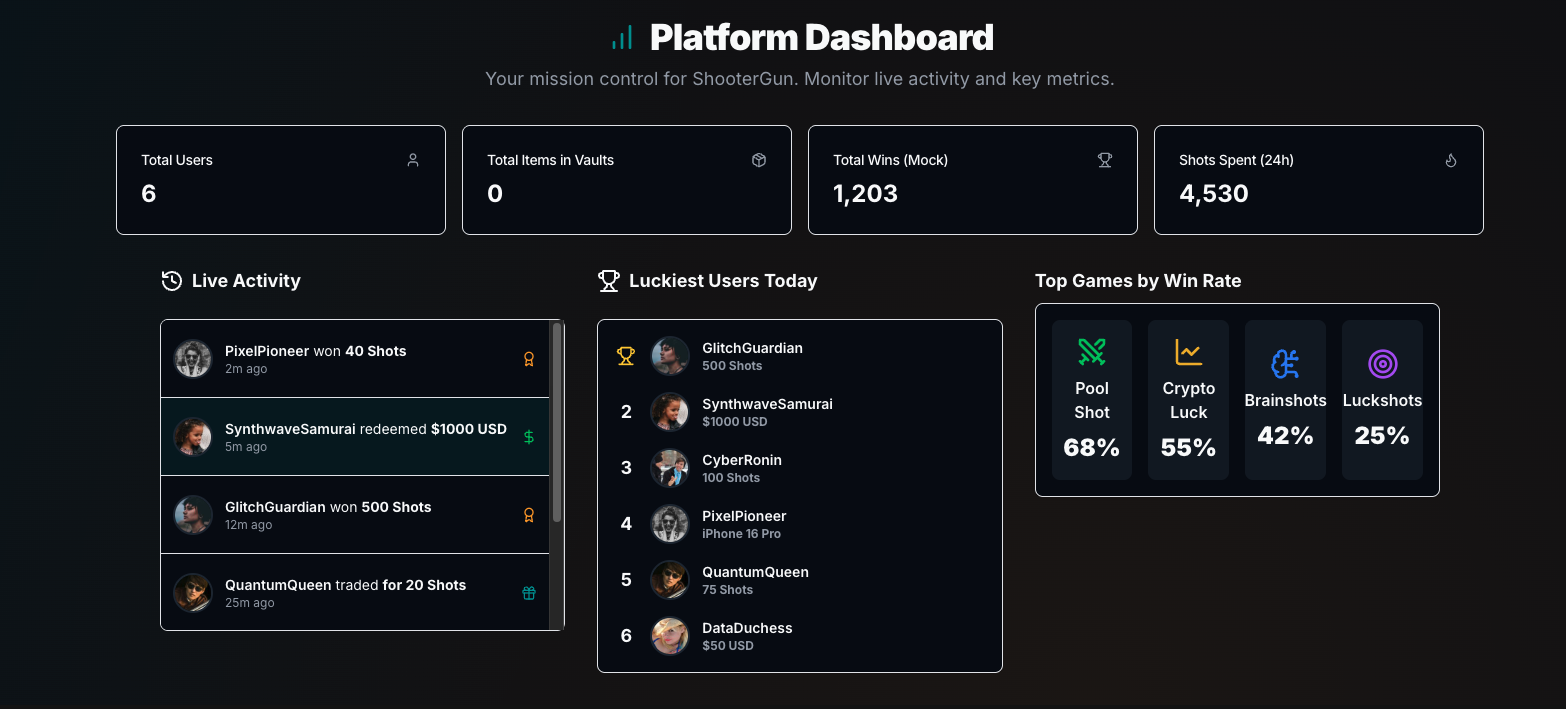 Platform Dashboard
Your mission control for ShooterGun. Monitor live activity and key metrics.
Total Users
6
Total Items in Vaults
0
Total Wins (Mock)
1,203
Shots Spent (24h)
4,530
Live Activity
PixelPioneer won 40 Shots
2m ago
SynthwaveSamurai redeemed $1000 USD
5m ago
GlitchGuardian won 500 Shots
12m ago
QuantumQueen traded for 20 Shots
25m ago
Luckiest Users Today
GlitchGuardian
500 Shots
2
SynthwaveSamurai
$1000 USD
3
CyberRonin
100 Shots
4
PixelPioneer
iPhone 16 Pro
5
QuantumQueen
75 Shots
6
DataDuchess
$50 USD
Top Games by Win Rate
Pool
Shot
68%
Crypto
Luck
55%
Brainshots
42%
Luckshots
25%